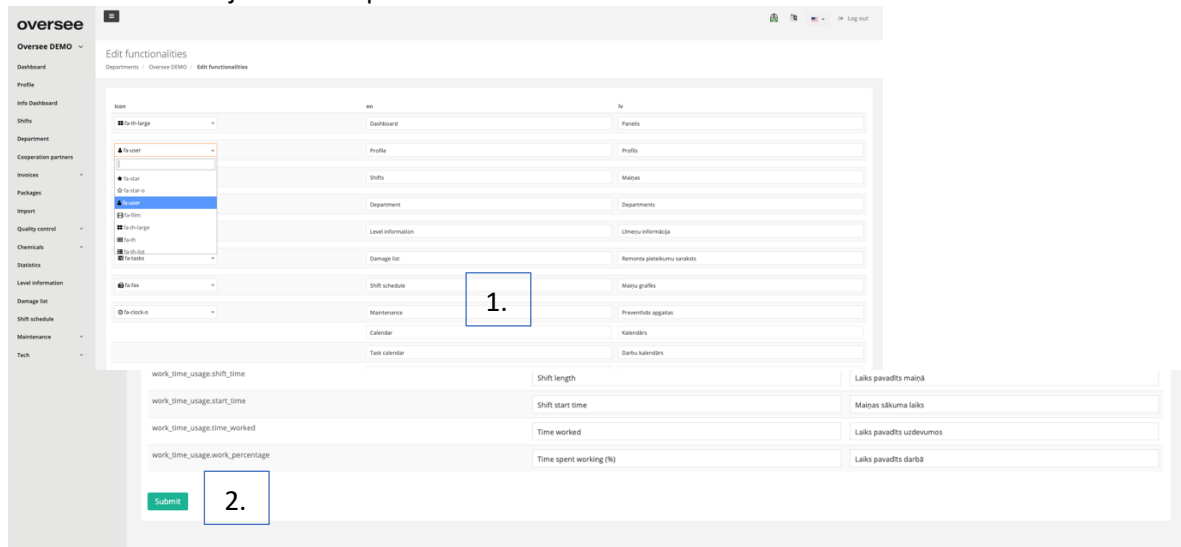 oversee
Log out
Oversee DEMO
Dashboard
Profile
Info Dashboard
Shifts
Department
Cooperation partners
Invoices
Packages
Import
Quality control
Chemicals
Statistics
Level information
Damage list
Shift schedule
Maintenance
Tech
Edit functionalities
Departments / Oversee DEMO / Edit functionalities
Icon en lv
fa-th-large Dashboard Panelis
fa-user Profile Profils
fa-star Shifts Maiņas
fa-star-o
fa-user Department Departments
fa-film
fa-th-large Level information Līmeņu informācija
fa-th
fa-th-list
fa-tasks Damage list Remonta pieteikumu saraksts
fa-fax Shift schedule Maiņu grafiks
1.
fa-clock-o Maintenance Preventīvās apgaitas
Calendar Kalendārs
Task calendar Darbu kalendārs
work_time_usage.shift_time Shift length Laiks pavadīts maiņā
work_time_usage.start_time Shift start time Maiņas sākuma laiks
work_time_usage.time_worked Time worked Laiks pavadīts uzdevumos
work_time_usage.work_percentage Time spent working (%) Laiks pavadīts darbā
Submit
2.